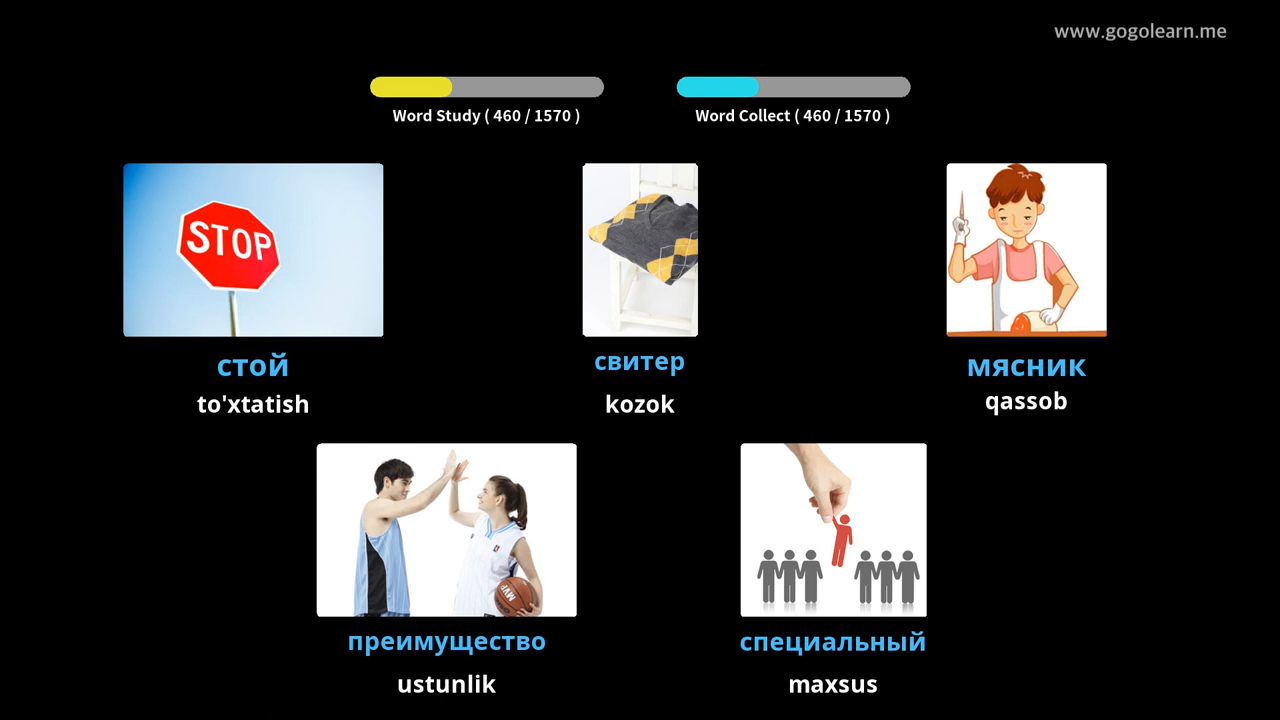 www.gogolearn.me
Word Study ( 460 / 1570 )
Word Collect ( 460 / 1570 )
STOP
стой
to'xtatish
свитер
kozok
мясник
qassob
MVP
преимущество
ustunlik
специальный
maxsus